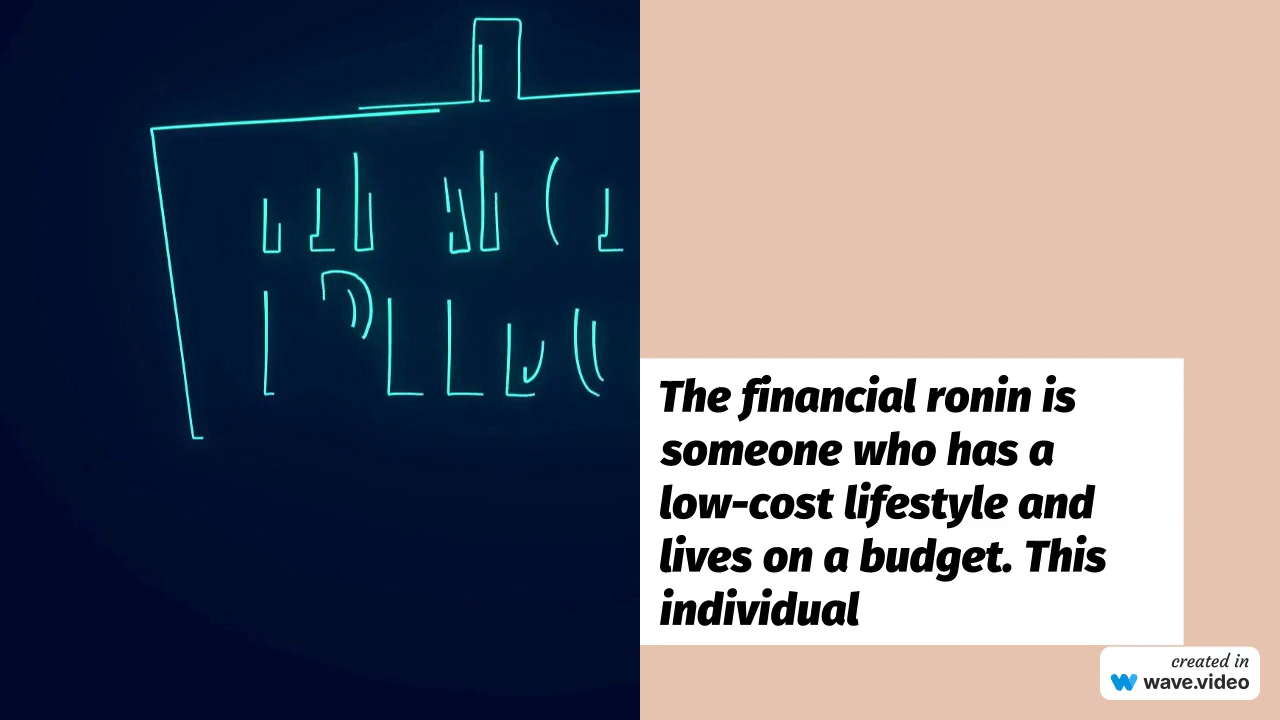 The financial ronin is
someone who has a
low-cost lifestyle and
lives on a budget. This
individual
created in
wave.video